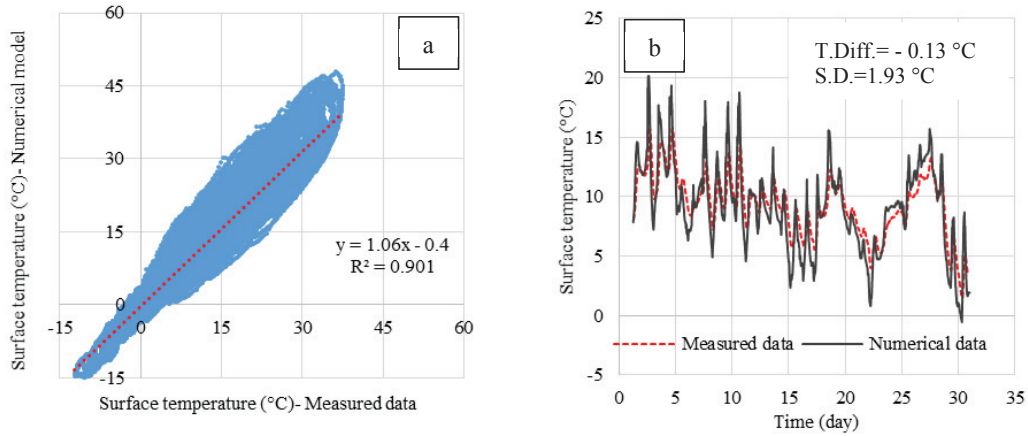 Surface temperature (°C)- Numerical model
60
45
30
15
0
-15
-15
0
15
30
45
60
a
y = 1.06x - 0.4
R² = 0.901
Surface temperature (°C)- Measured data
Surface temperature (°C)
25
20
15
10
5
0
-5
b
T.Diff.= - 0.13 °C
S.D.=1.93 °C
Measured data
Numerical data
0
5
10
15
20
25
30
35
Time (day)